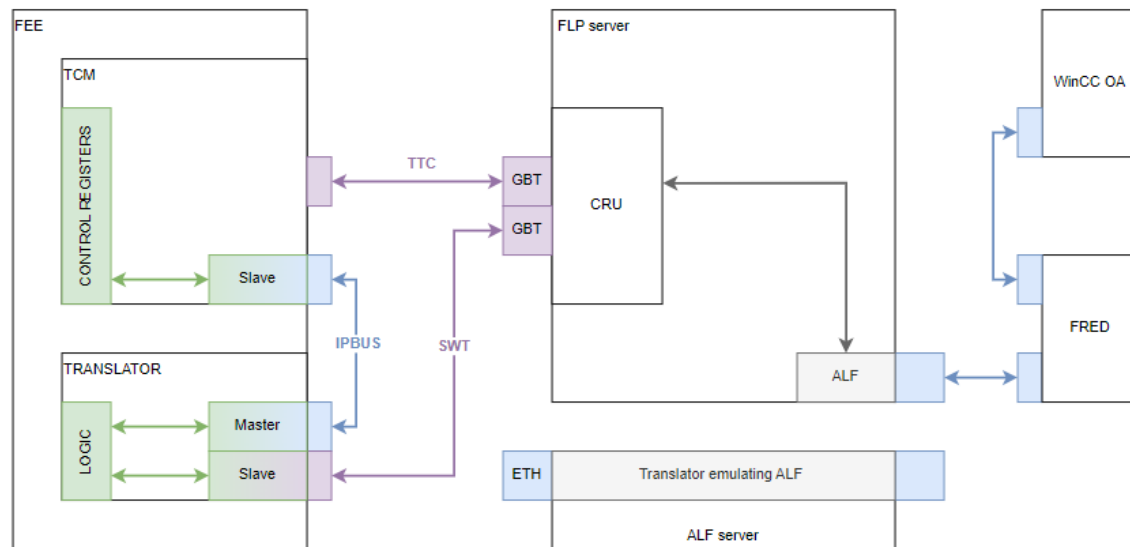 FEE
TCM
CONTROL REGISTERS
Slave
IPBUS
TRANSLATOR
LOGIC
Master
Slave
TTC
SWT
FLP server
GBT
GBT
CRU
ALF
ETH
Translator emulating ALF
ALF server
WinCC OA
FRED